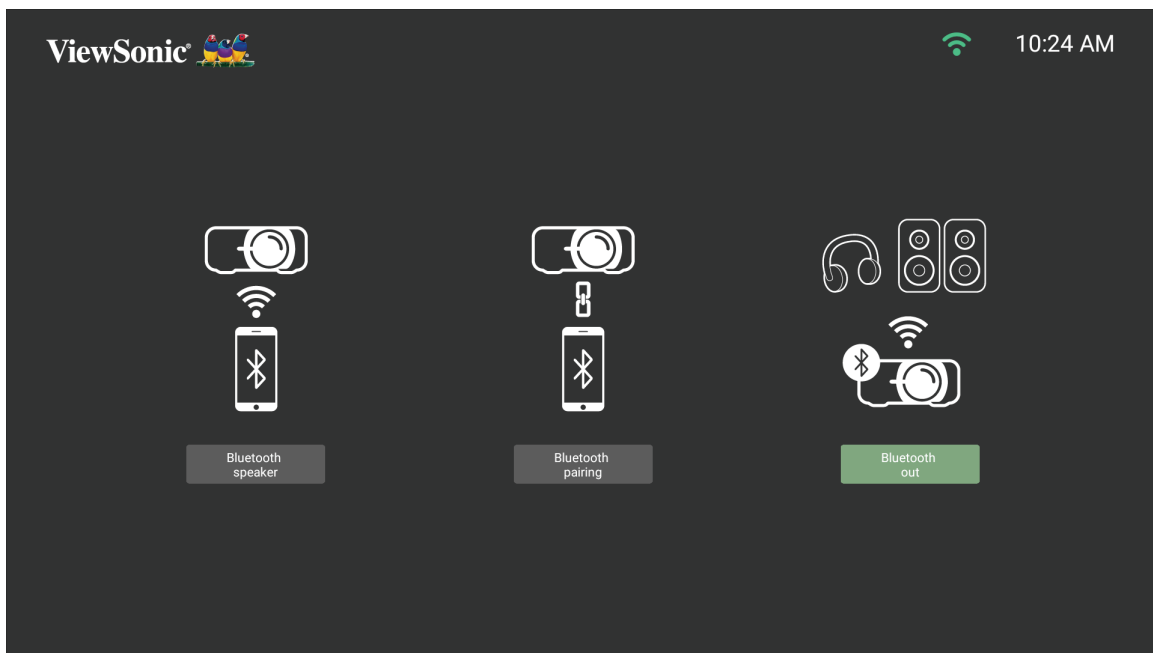 ViewSonic®
10:24 AM
Bluetooth
speaker
Bluetooth
pairing
Bluetooth
out